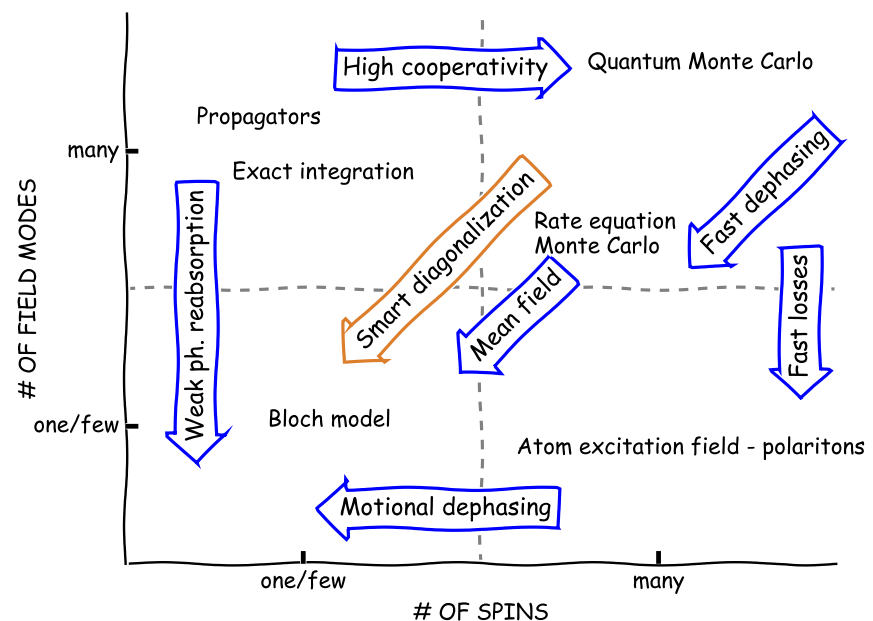 High cooperativity
Quantum Monte Carlo
Propagators
many
Exact integration
Fast dephasing
Weak ph. reabsorption
Smart diagonalization
Rate equation
Monte Carlo
Mean field
Fast losses
# OF FIELD MODES
one/few
Bloch model
Atom excitation field - polaritons
Motional dephasing
one/few
many
# OF SPINS